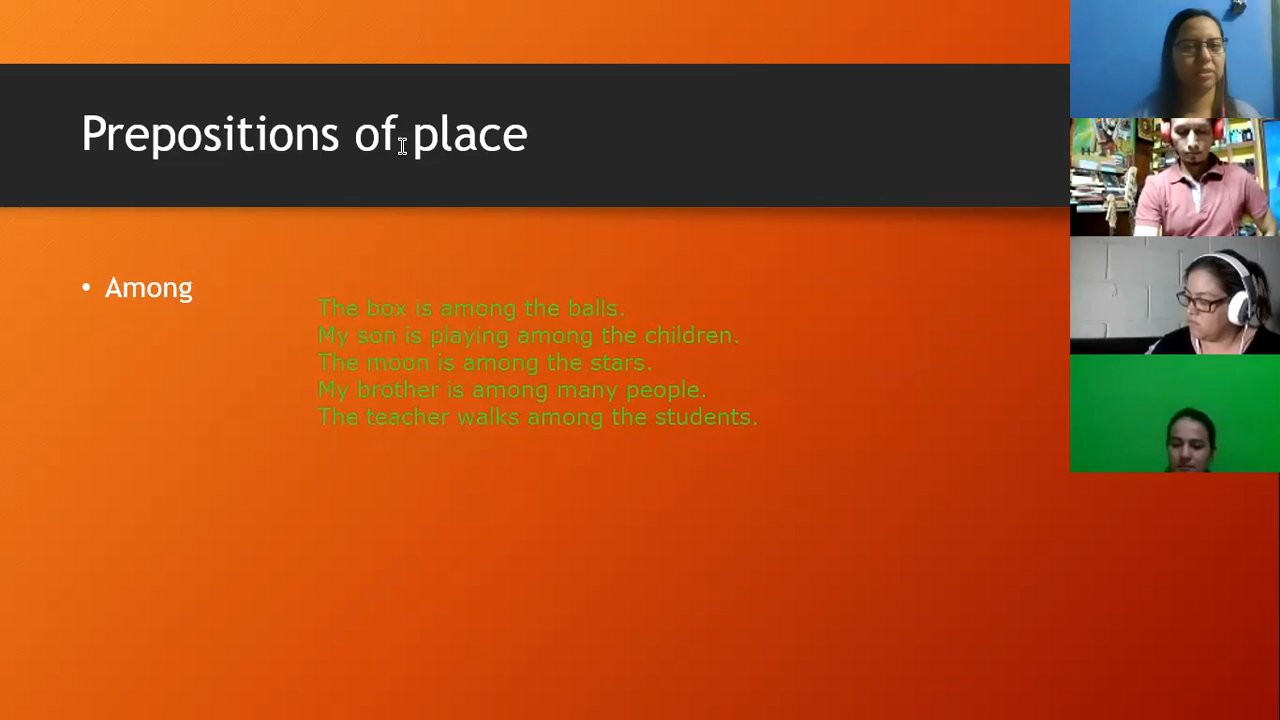 Prepositions of place
• Among
The box is among the balls.
My son is playing among the children.
The moon is among the stars.
My brother is among many people.
The teacher walks among the students.